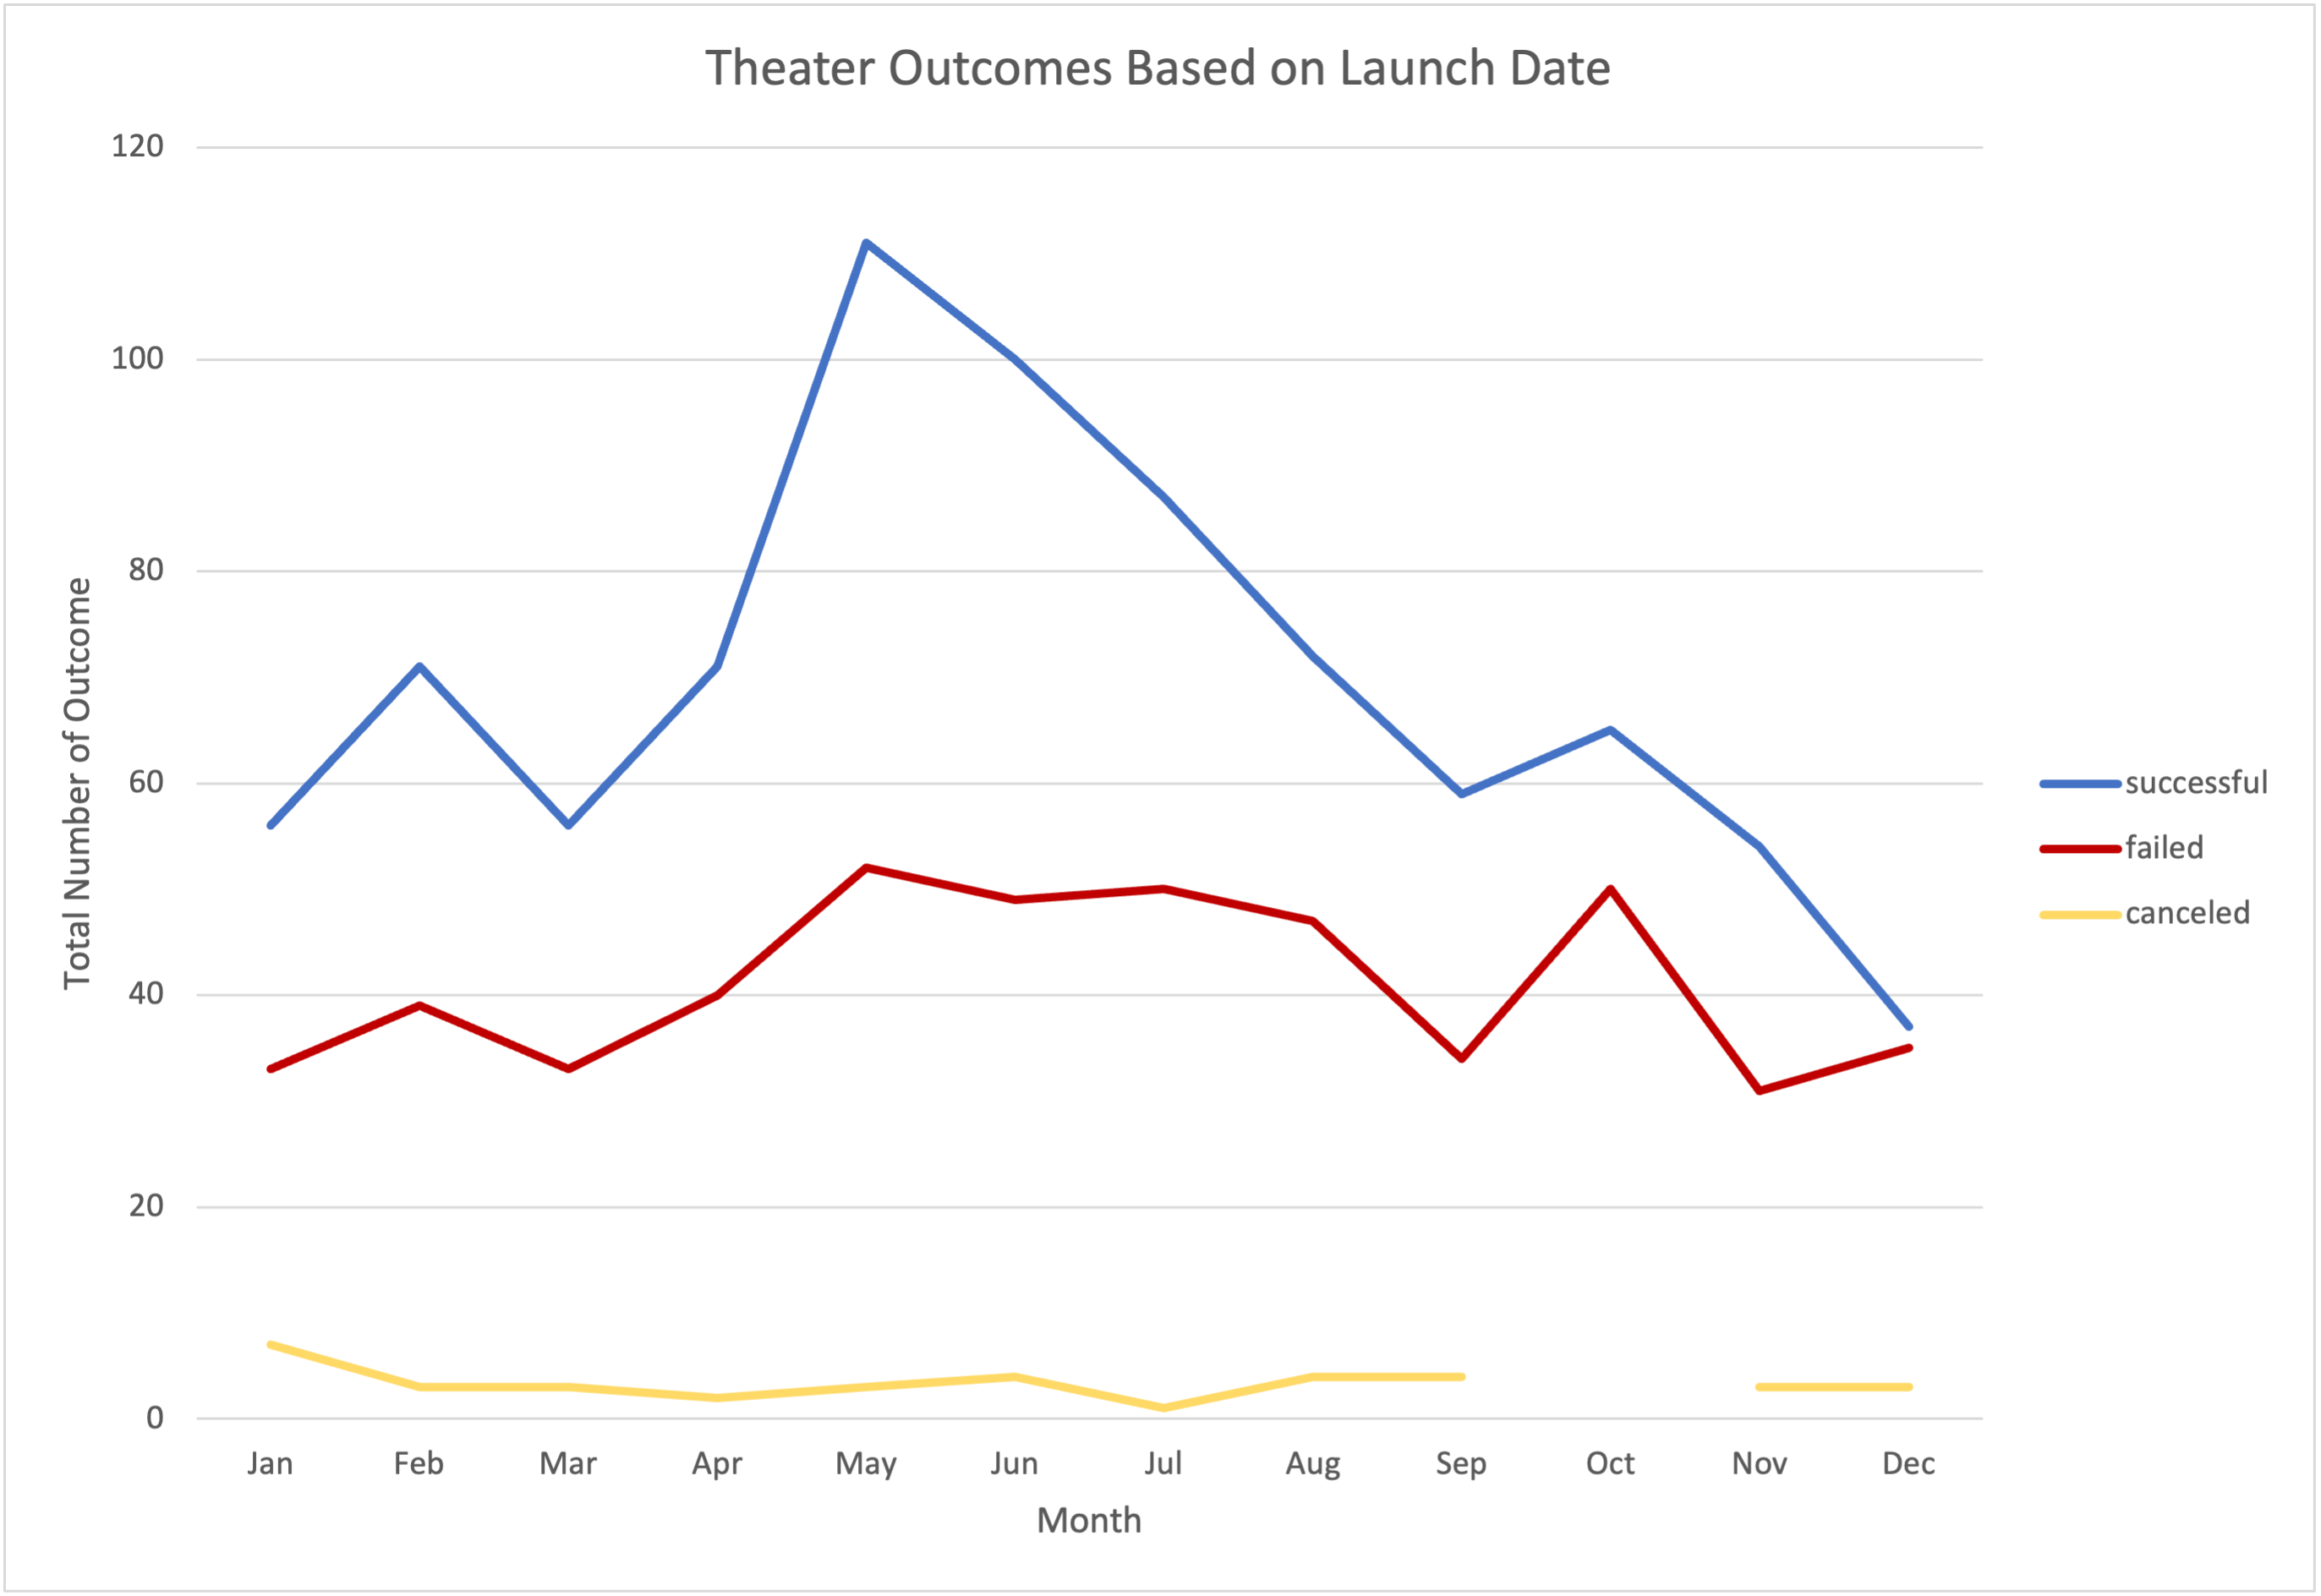 Theater Outcomes Based on Launch Date
120
100
80
60
40
20
0
Total Number of Outcome
Jan Feb Mar Apr May Jun Jul Aug Sep Oct Nov Dec
Month
successful
failed
canceled